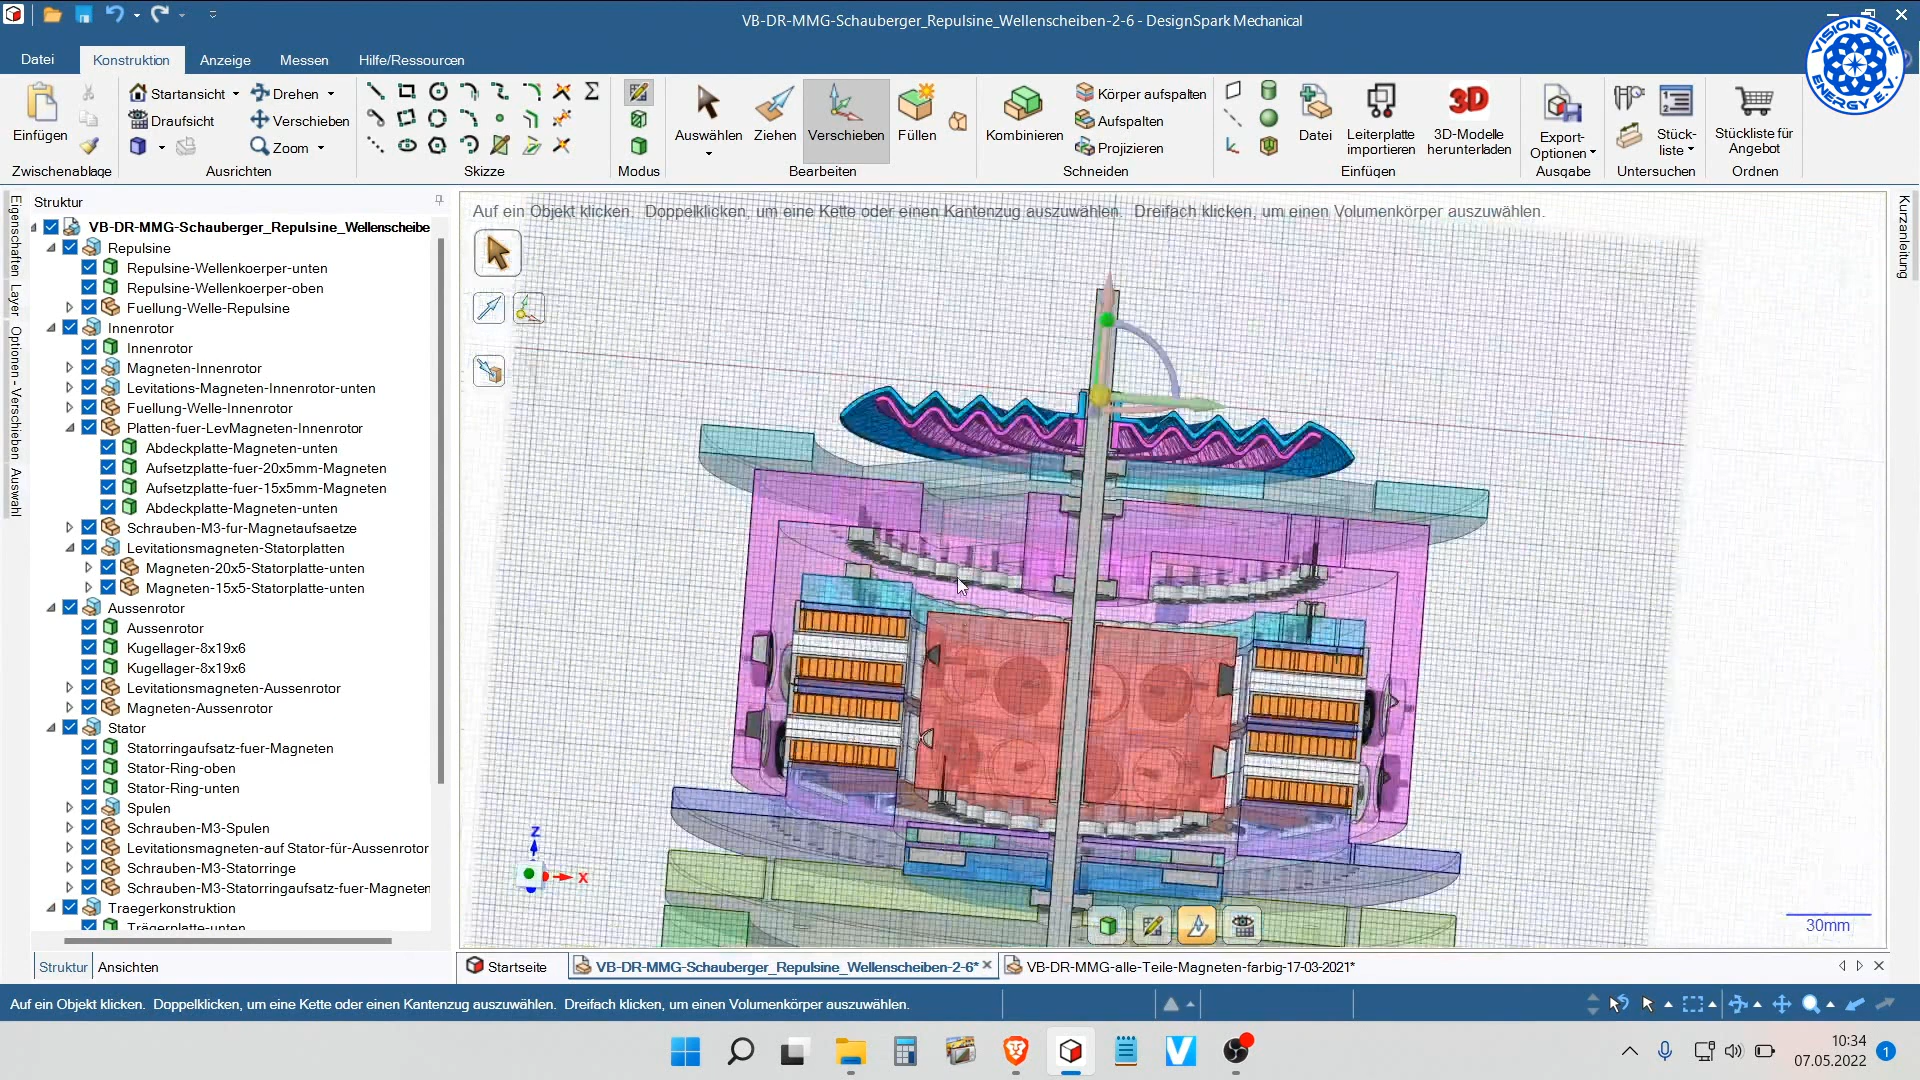 VB-DR-MMG-Schauberger_Repulsine_Wellenscheiben-2-6 - DesignSpark Mechanical
VISION BLUE ENERGY E.V.
Datei
Konstruktion
Anzeige
Messen
Hilfe/Ressourcen
Einfügen
Zwischenablage
Startansicht
Draufsicht
Drehen
Verschieben
Zoom
Ausrichten
Skizze
Modus
Auswählen
Ziehen
Verschieben
Füllen
Bearbeiten
Kombinieren
Körper aufspalten
Aufspalten
Projizieren
Schneiden
Datei
Leiterplatte importieren
3D
3D-Modelle herunterladen
Einfügen
Export-Optionen
Ausgabe
Stück-liste
Untersuchen
Stückliste für Angebot
Ordnen
Eigenschaften
Layer
Optionen - Verschieben
Auswahl
Struktur
VB-DR-MMG-Schauberger_Repulsine_Wellenscheibe
Repulsine
Repulsine-Wellenkoerper-unten
Repulsine-Wellenkoerper-oben
Fuellung-Welle-Repulsine
Innenrotor
Innenrotor
Magneten-Innenrotor
Levitations-Magneten-Innenrotor-unten
Fuellung-Welle-Innenrotor
Platten-fuer-LevMagneten-Innenrotor
Abdeckplatte-Magneten-unten
Aufsetzplatte-fuer-20x5mm-Magneten
Aufsetzplatte-fuer-15x5mm-Magneten
Abdeckplatte-Magneten-unten
Schrauben-M3-fur-Magnetaufsaetze
Levitationsmagneten-Statorplatten
Magneten-20x5-Statorplatte-unten
Magneten-15x5-Statorplatte-unten
Aussenrotor
Aussenrotor
Kugellager-8x19x6
Kugellager-8x19x6
Levitationsmagneten-Aussenrotor
Magneten-Aussenrotor
Stator
Statorringaufsatz-fuer-Magneten
Stator-Ring-oben
Stator-Ring-unten
Spulen
Schrauben-M3-Spulen
Levitationsmagneten-auf Stator-für-Aussenrotor
Schrauben-M3-Statorringe
Schrauben-M3-Statorringaufsatz-fuer-Magneten
Traegerkonstruktion
Trägerplatte-unten
Struktur
Ansichten
Auf ein Objekt klicken. Doppelklicken, um eine Kette oder einen Kantenzug auszuwählen. Dreifach klicken, um einen Volumenkörper auszuwählen.
Kurzanleitung
Z
X
30mm
Startseite
VB-DR-MMG-Schauberger_Repulsine_Wellenscheiben-2-6*
VB-DR-MMG-alle-Teile-Magneten-farbig-17-03-2021*
Auf ein Objekt klicken. Doppelklicken, um eine Kette oder einen Kantenzug auszuwählen. Dreifach klicken, um einen Volumenkörper auszuwählen.
10:34
07.05.2022
1